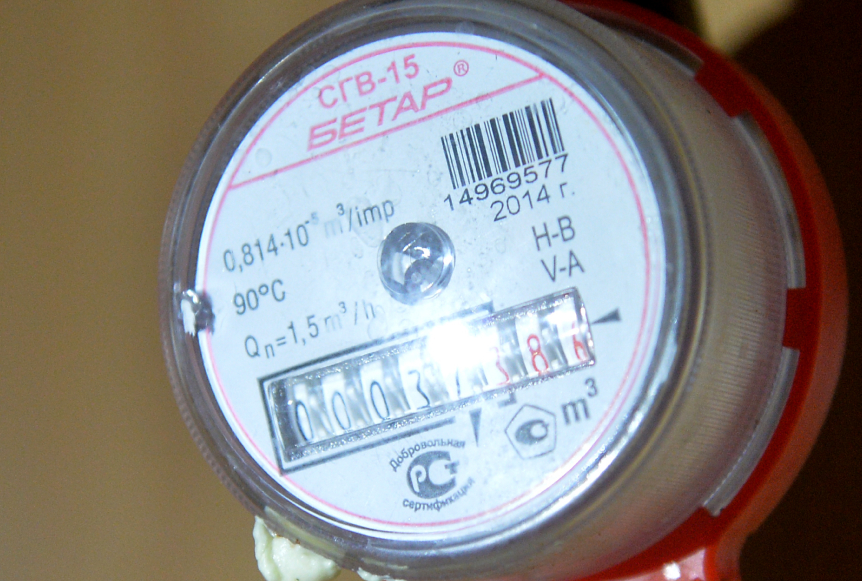 СГВ-15
БЕТАР®
14969577
2014 г.
0,814·10⁻⁵ m³/imp
90°C
Qn=1,5 m³/h
H-B
V-A
m³
Добровольная
РСТ
сертификация